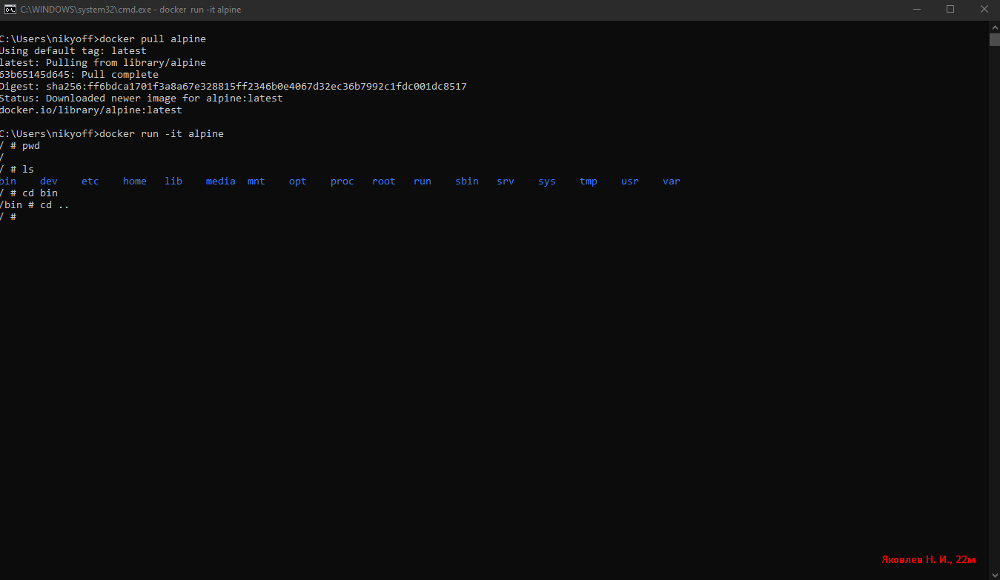 C:\WINDOWS\system32\cmd.exe - docker run -it alpine
C:\Users\nikyoff>docker pull alpine
Using default tag: latest
latest: Pulling from library/alpine
63b65145d645: Pull complete
Digest: sha256:ff6bdca1701f3a8a67e328815ff2346b0e4067d32ec36b7992c1fdc001dc8517
Status: Downloaded newer image for alpine:latest
docker.io/library/alpine:latest
C:\Users\nikyoff>docker run -it alpine
/ # pwd
/
/ # ls
bin dev etc home lib media mnt opt proc root run sbin srv sys tmp usr var
/ # cd bin
/bin # cd ..
/ #
Яковлев Н. И., 22м